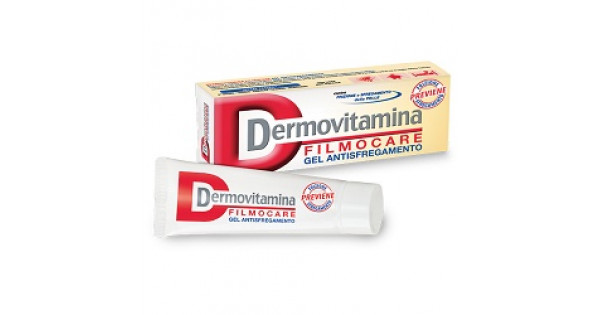 PREVIENE
Dermovitamina
FILMOCARE
GEL ANTISFREGAMENTO
Dermovitamina
FILMOCARE
GEL ANTISFREGAMENTO
PREVIENE